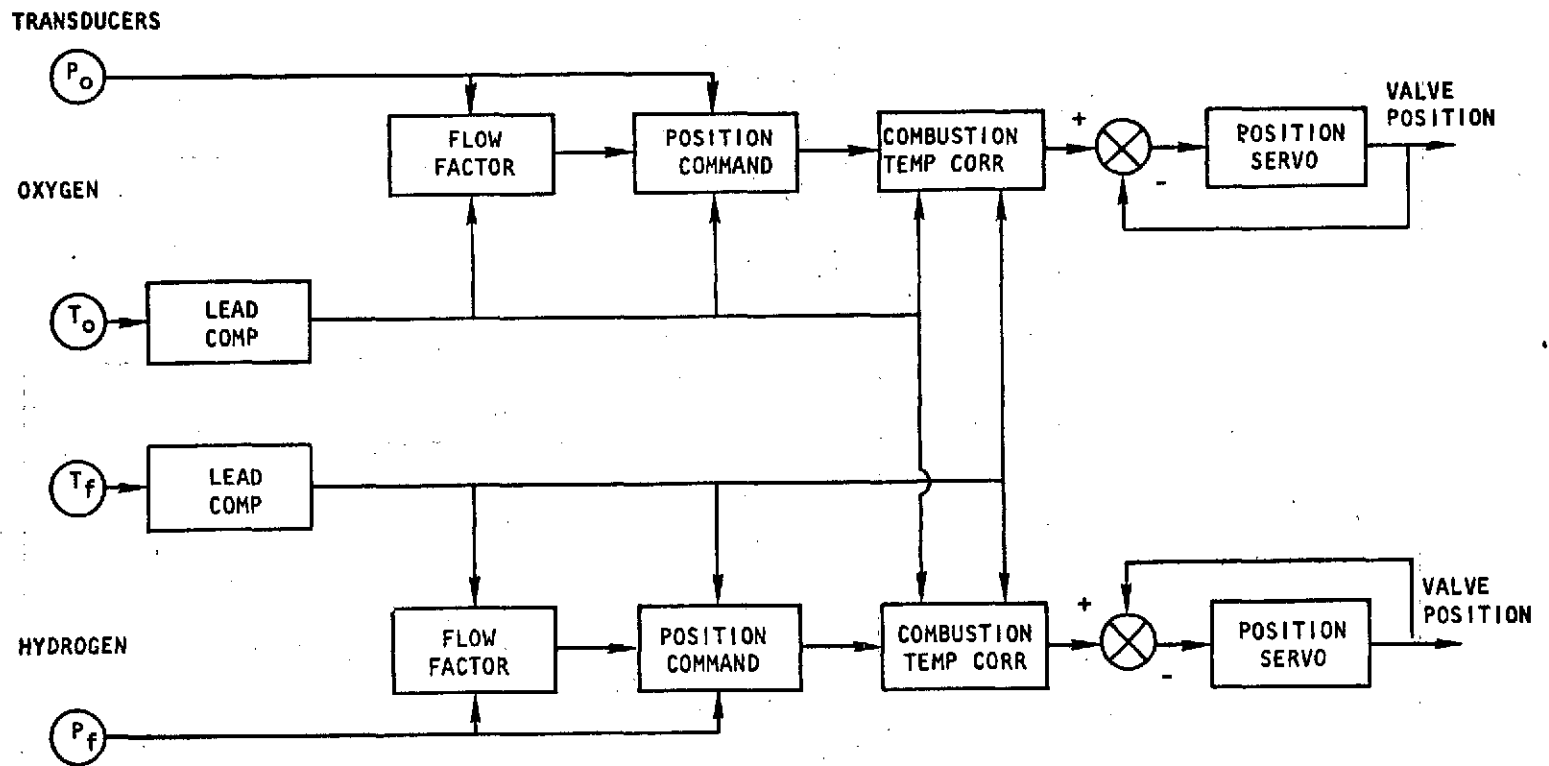 TRANSDUCERS
Po
FLOW
FACTOR
POSITION
COMMAND
COMBUSTION
TEMP CORR
+
-
POSITION
SERVO
VALVE
POSITION
OXYGEN
To
LEAD
COMP
Tf
LEAD
COMP
HYDROGEN
FLOW
FACTOR
POSITION
COMMAND
COMBUSTION
TEMP CORR
+
-
POSITION
SERVO
VALVE
POSITION
Pf